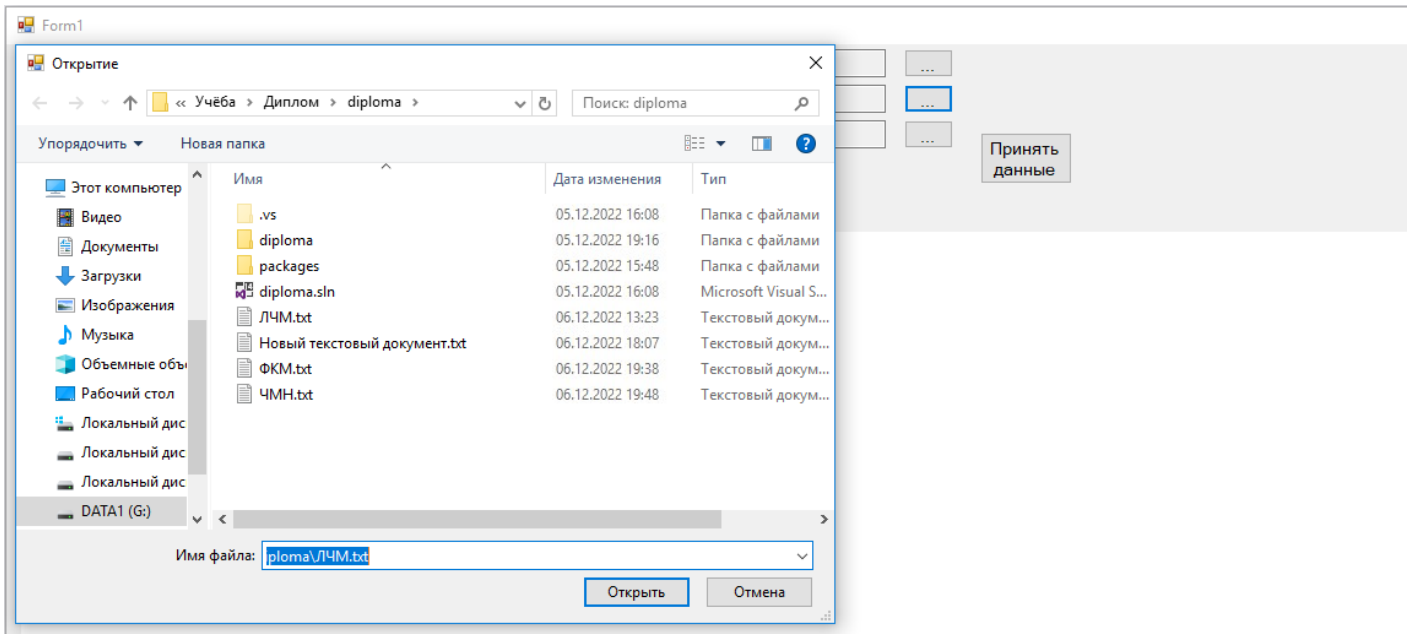 Form1
Открытие
« Учёба › Диплом › diploma ›
Поиск: diploma
...
...
...
Принять
данные
Упорядочить
Новая папка
Имя
Дата изменения
Тип
Этот компьютер
Видео
Документы
Загрузки
Изображения
Музыка
Объемные объ
Рабочий стол
Локальный дис
Локальный дис
Локальный дис
DATA1 (G:)
.vs 05.12.2022 16:08 Папка с файлами
diploma 05.12.2022 19:16 Папка с файлами
packages 05.12.2022 15:48 Папка с файлами
diploma.sln 05.12.2022 16:08 Microsoft Visual S...
ЛЧМ.txt 06.12.2022 13:23 Текстовый докум...
Новый текстовый документ.txt 06.12.2022 18:07 Текстовый докум...
ФКМ.txt 06.12.2022 19:38 Текстовый докум...
ЧМН.txt 06.12.2022 19:48 Текстовый докум...
Имя файла: ploma\ЛЧМ.txt
Открыть
Отмена